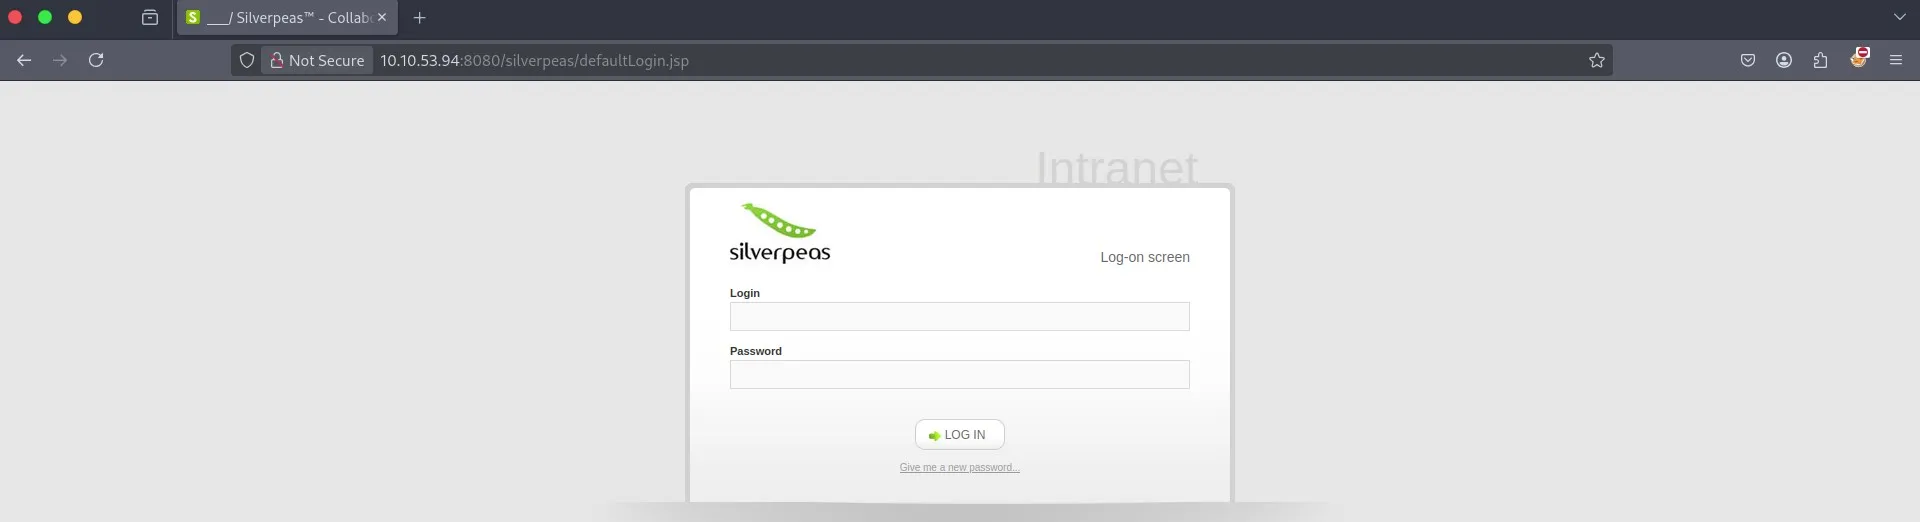 S ___/ Silverpeas™ - Collabo
Not Secure 10.10.53.94:8080/silverpeas/defaultLogin.jsp
Intranet
silverpeas
Log-on screen
Login
Password
LOG IN
Give me a new password...